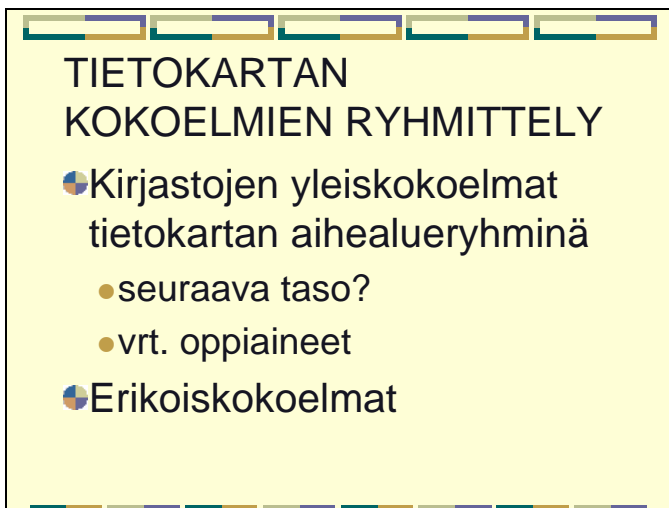 TIETOKARTAN
KOKOELMIEN RYHMITTELY
Kirjastojen yleiskokoelmat
tietokartan aihealueryhminä
seuraava taso?
vrt. oppiaineet
Erikoiskokoelmat